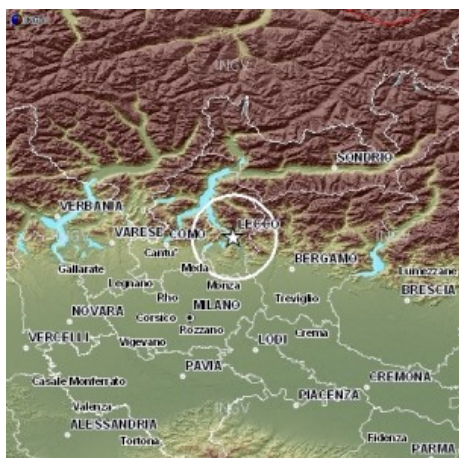 INGV
SONDRIO
VERBANIA
LECCO
VARESE COMO
INGV
Cantu'
BERGAMO
Gallarate
Meda
Lumezzane
Legnano
Monza
BRESCIA
Rho
Treviglio
NOVARA
MILANO
Corsico
Rozzano
Crema
VERCELLI
Vigevano
LODI
PAVIA
Casale Monferrato
CREMONA
Valenza
INGV
PIACENZA
ALESSANDRIA
Tortona
Fidenza
PARMA